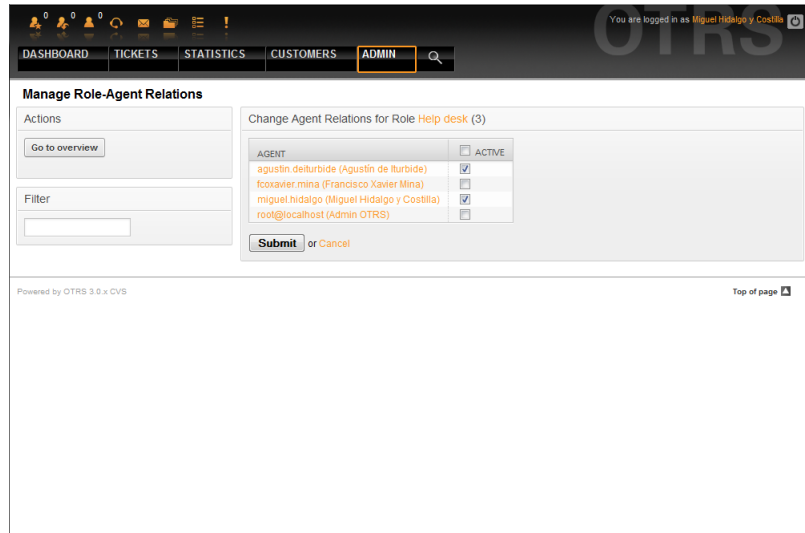 0 0 0
You are logged in as Miguel Hidalgo y Costilla
OTRS
DASHBOARD TICKETS STATISTICS CUSTOMERS ADMIN
Manage Role-Agent Relations
Actions
Go to overview
Filter
Change Agent Relations for Role Help desk (3)
AGENT ACTIVE
agustin.deiturbide (Agustín de Iturbide)
fcoxavier.mina (Francisco Xavier Mina)
miguel.hidalgo (Miguel Hidalgo y Costilla)
root@localhost (Admin OTRS)
Submit or Cancel
Powered by OTRS 3.0.x CVS
Top of page